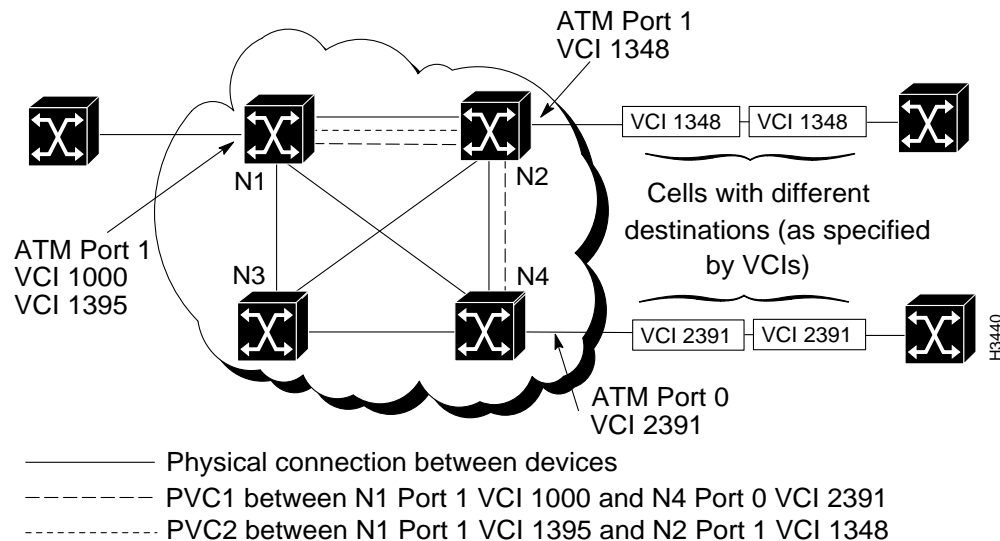 ATM Port 1
VCI 1348
VCI 1348
VCI 1348
N1
N2
Cells with different
destinations (as specified
by VCIs)
ATM Port 1
VCI 1000
VCI 1395
N3
N4
VCI 2391
VCI 2391
H3440
ATM Port 0
VCI 2391
Physical connection between devices
PVC1 between N1 Port 1 VCI 1000 and N4 Port 0 VCI 2391
PVC2 between N1 Port 1 VCI 1395 and N2 Port 1 VCI 1348